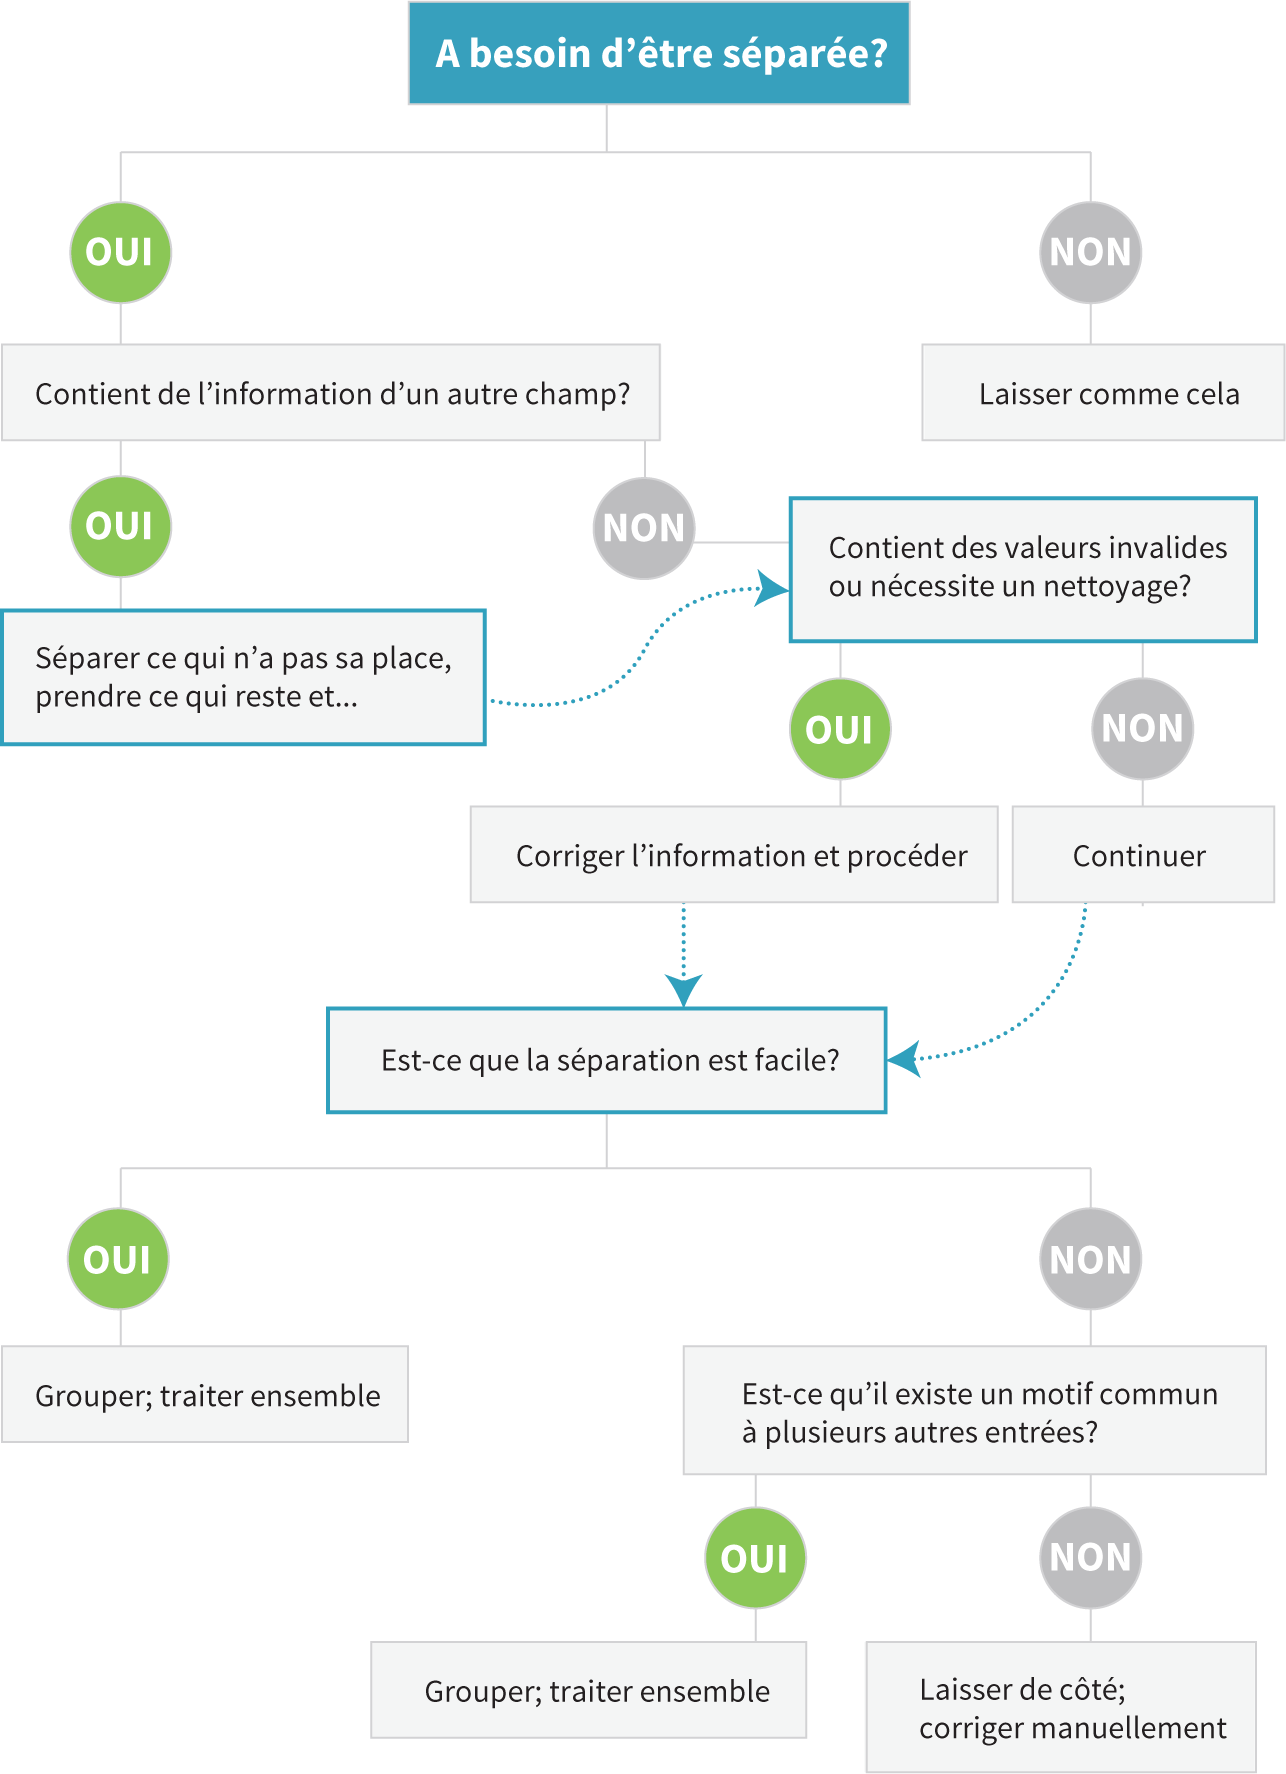 A besoin d’être séparée?
OUI
NON
Contient de l’information d’un autre champ?
Laisser comme cela
OUI
NON
Contient des valeurs invalides
ou nécessite un nettoyage?
Séparer ce qui n’a pas sa place,
prendre ce qui reste et...
OUI
NON
Corriger l’information et procéder
Continuer
Est-ce que la séparation est facile?
OUI
NON
Grouper; traiter ensemble
Est-ce qu’il existe un motif commun
à plusieurs autres entrées?
OUI
NON
Grouper; traiter ensemble
Laisser de côté;
corriger manuellement